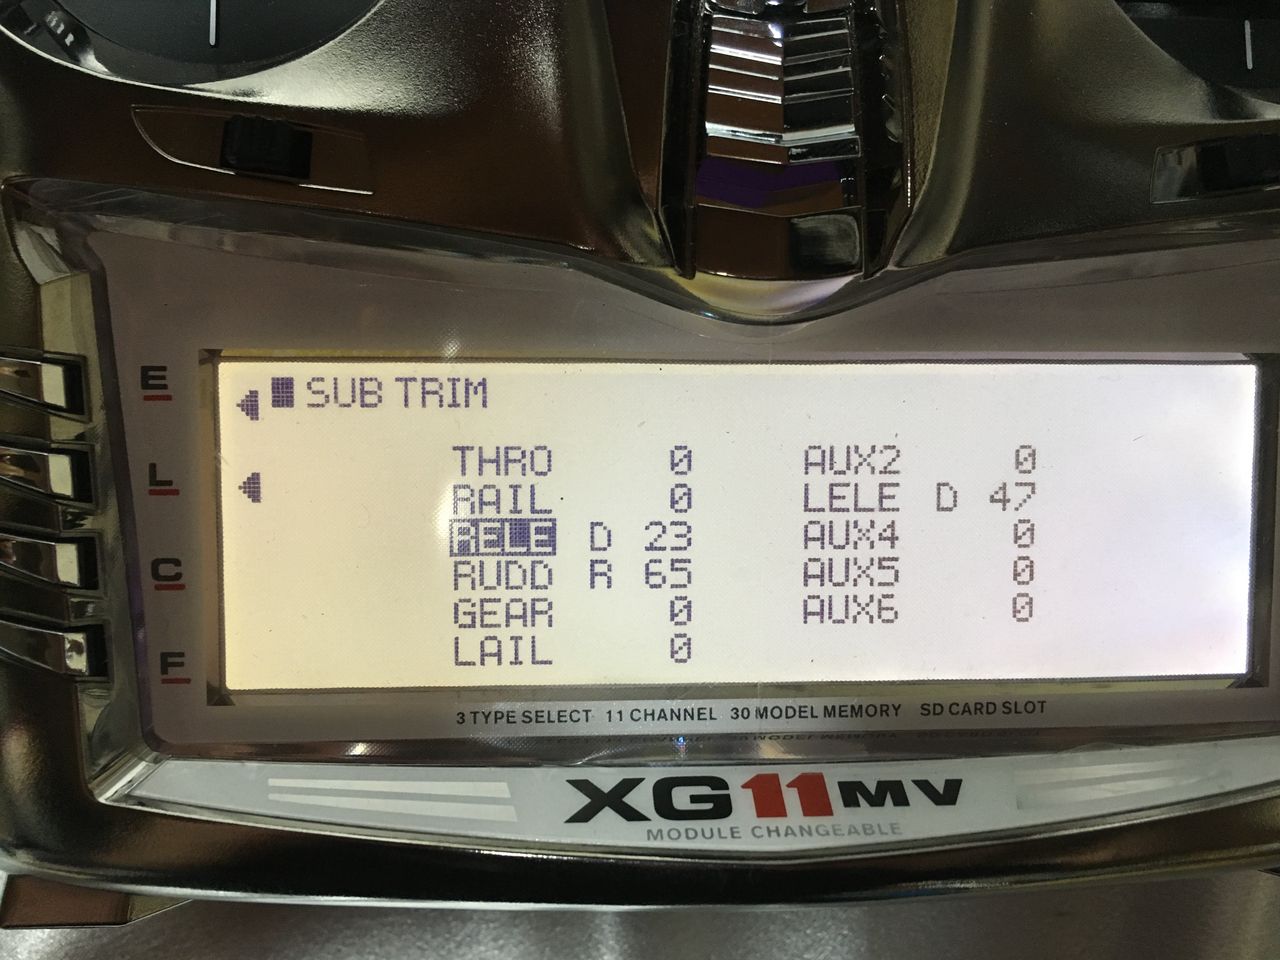 E
L
C
F
SUB TRIM
THRO 0 AUX2 0
RAIL 0 LELE D 47
RELE D 23 AUX4 0
RUDD R 65 AUX5 0
GEAR 0 AUX6 0
LAIL 0
3 TYPE SELECT 11 CHANNEL 30 MODEL MEMORY SD CARD SLOT
XG11MV
MODULE CHANGEABLE